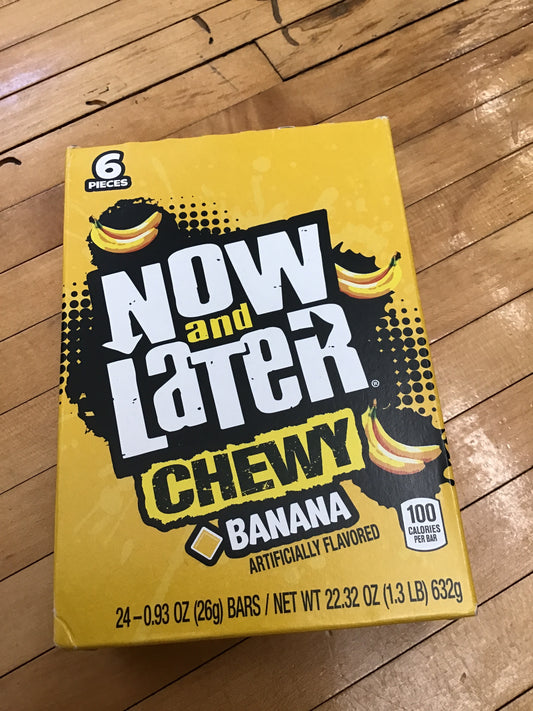 6
PIECES
NOW
and
LATER®
CHEWY
BANANA
ARTIFICIALLY FLAVORED
100
CALORIES
PER BAR
24-0.93 OZ (26g) BARS / NET WT 22.32 OZ (1.3 LB) 632g